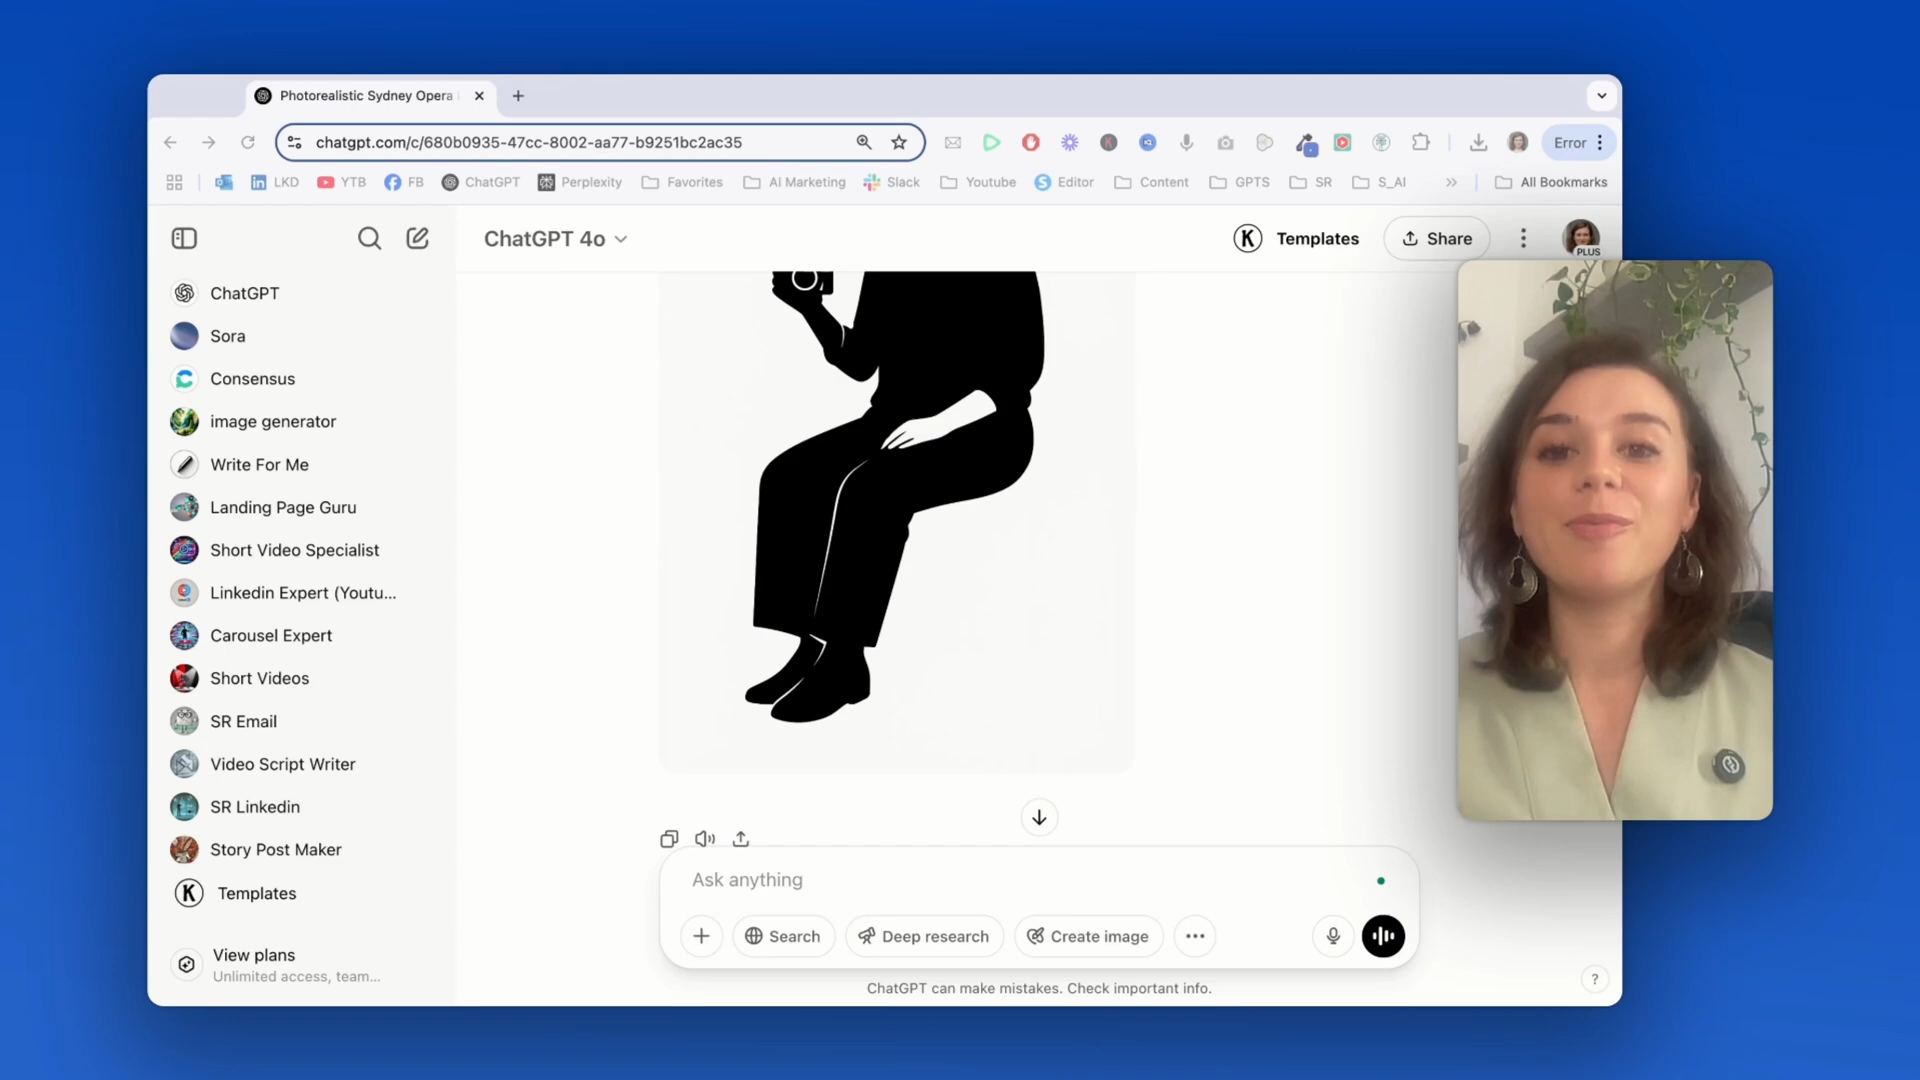 Photorealistic Sydney Opera
chatgpt.com/c/680b0935-47cc-8002-aa77-b9251bc2ac35
Error
LKD
YTB
FB
ChatGPT
Perplexity
Favorites
AI Marketing
Slack
Youtube
Editor
Content
GPTS
SR
S_AI
All Bookmarks
ChatGPT 4o
K Templates
Share
PLUS
ChatGPT
Sora
Consensus
image generator
Write For Me
Landing Page Guru
Short Video Specialist
Linkedin Expert (Youtu...
Carousel Expert
Short Videos
SR Email
Video Script Writer
SR Linkedin
Story Post Maker
K Templates
View plans
Unlimited access, team...
Ask anything
Search
Deep research
Create image
ChatGPT can make mistakes. Check important info.
?